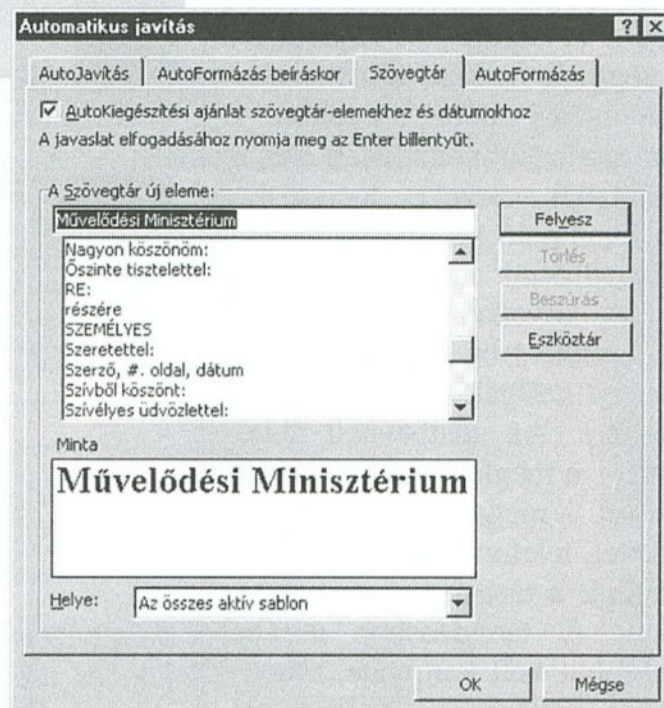 Automatikus javítás
AutoJavítás AutoFormázás beíráskor Szövegtár AutoFormázás
AutoKiegészítési ajánlat szövegtár-elemekhez és dátumokhoz
A javaslat elfogadásához nyomja meg az Enter billentyűt.
A Szövegtár új eleme:
Művelődési Minisztérium
Felvesz
Nagyon köszönöm:
Őszinte tisztelettel:
RE:
részére
SZEMÉLYES
Szeretettel:
Szerző, #. oldal, dátum
Szívből köszönt:
Szívélyes üdvözlettel:
Törlés
Beszúrás
Eszköztár
Minta
Művelődési Minisztérium
Helye: Az összes aktív sablon
OK Mégse